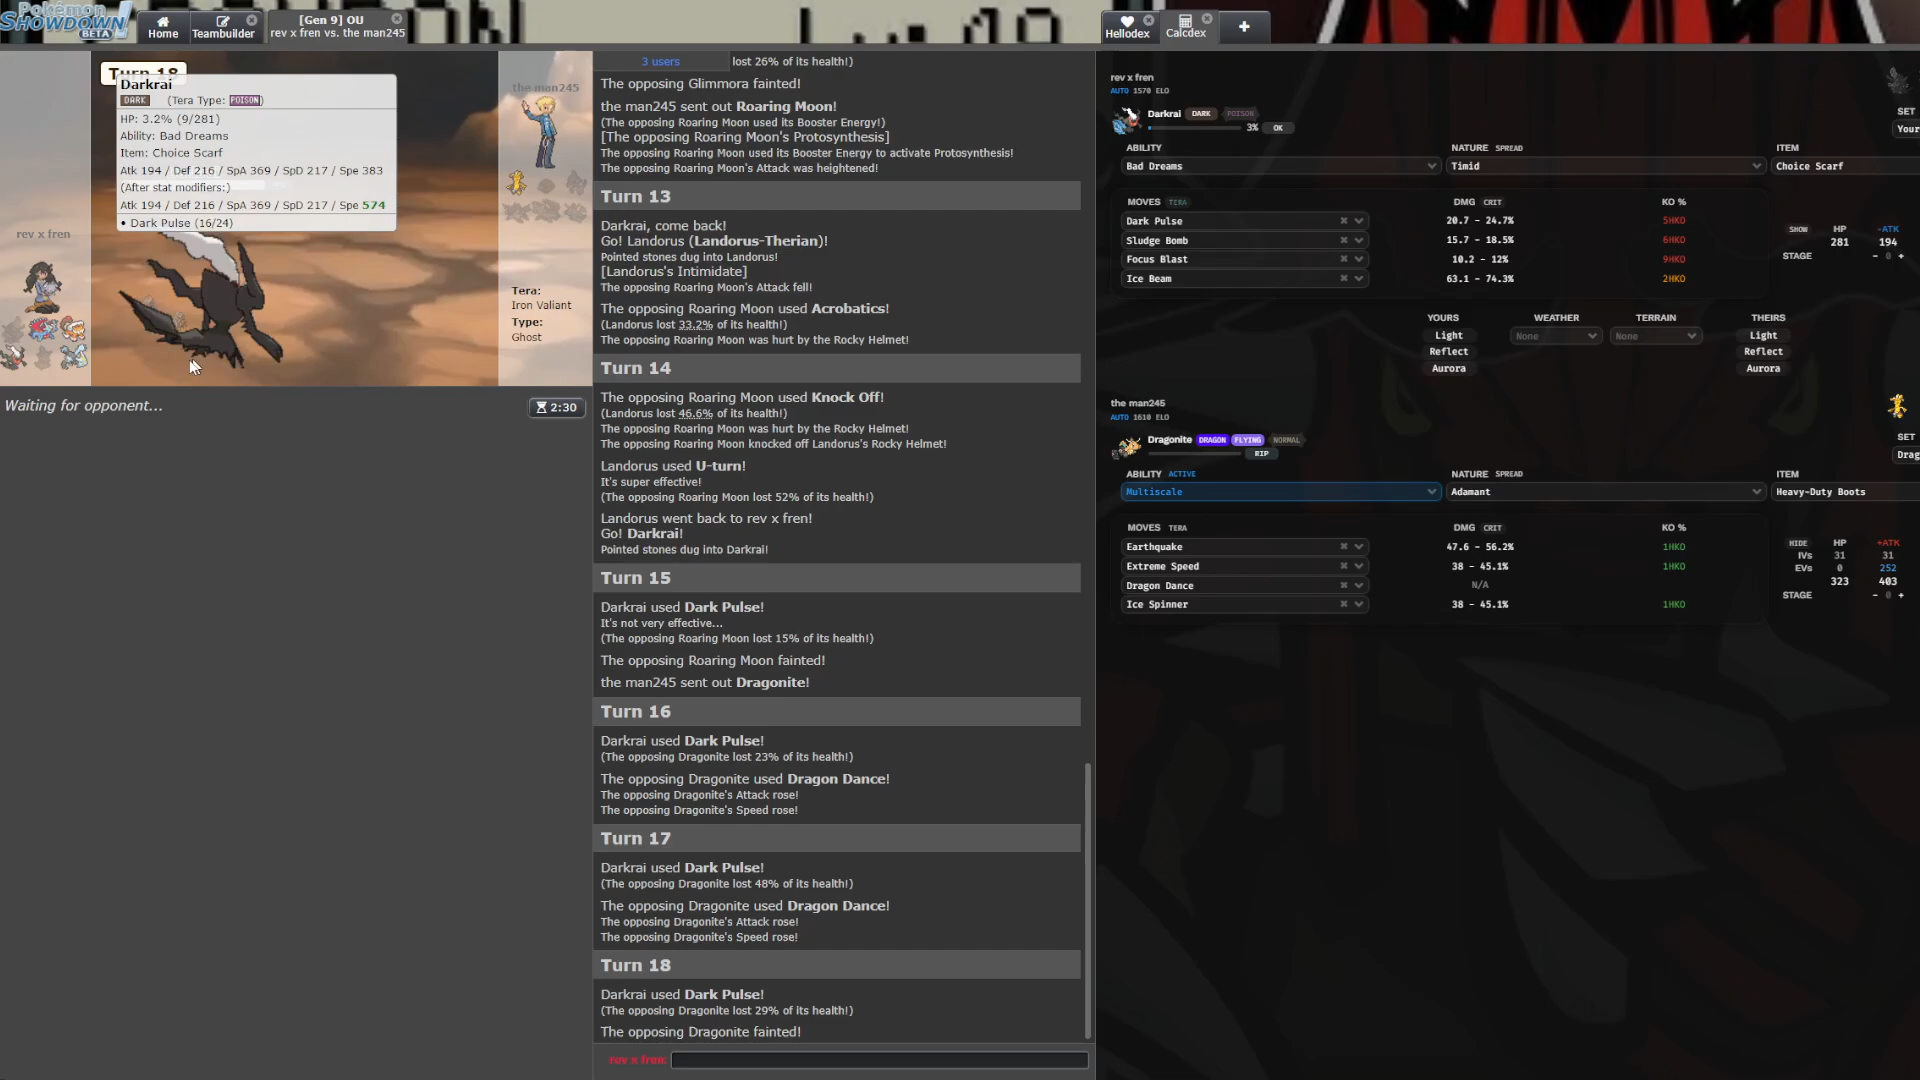 Pokémon
SHOWDOWN!
BETA
Home
Teambuilder
[Gen 9] OU
rev x fren vs. the man245
Hellodex
Calcdex
+
Turn 18
Darkrai
DARK (Tera Type: POISON)
HP: 3.2% (9/281)
Ability: Bad Dreams
Item: Choice Scarf
Atk 194 / Def 216 / SpA 369 / SpD 217 / Spe 383
(After stat modifiers:)
Atk 194 / Def 216 / SpA 369 / SpD 217 / Spe 574
• Dark Pulse (16/24)
the man245
rev x fren
Tera:
Iron Valiant
Type:
Ghost
Waiting for opponent...
2:30
3 users
lost 26% of its health!)
The opposing Glimmora fainted!
the man245 sent out Roaring Moon!
(The opposing Roaring Moon used its Booster Energy!)
[The opposing Roaring Moon's Protosynthesis]
The opposing Roaring Moon used its Booster Energy to activate Protosynthesis!
The opposing Roaring Moon's Attack was heightened!
Turn 13
Darkrai, come back!
Go! Landorus (Landorus-Therian)!
Pointed stones dug into Landorus!
[Landorus's Intimidate]
The opposing Roaring Moon's Attack fell!
The opposing Roaring Moon used Acrobatics!
(Landorus lost 33.2% of its health!)
The opposing Roaring Moon was hurt by the Rocky Helmet!
Turn 14
The opposing Roaring Moon used Knock Off!
(Landorus lost 46.6% of its health!)
The opposing Roaring Moon was hurt by the Rocky Helmet!
The opposing Roaring Moon knocked off Landorus's Rocky Helmet!
Landorus used U-turn!
It's super effective!
(The opposing Roaring Moon lost 52% of its health!)
Landorus went back to rev x fren!
Go! Darkrai!
Pointed stones dug into Darkrai!
Turn 15
Darkrai used Dark Pulse!
It's not very effective...
(The opposing Roaring Moon lost 15% of its health!)
The opposing Roaring Moon fainted!
the man245 sent out Dragonite!
Turn 16
Darkrai used Dark Pulse!
(The opposing Dragonite lost 23% of its health!)
The opposing Dragonite used Dragon Dance!
The opposing Dragonite's Attack rose!
The opposing Dragonite's Speed rose!
Turn 17
Darkrai used Dark Pulse!
(The opposing Dragonite lost 48% of its health!)
The opposing Dragonite used Dragon Dance!
The opposing Dragonite's Attack rose!
The opposing Dragonite's Speed rose!
Turn 18
Darkrai used Dark Pulse!
(The opposing Dragonite lost 29% of its health!)
The opposing Dragonite fainted!
rev x fren:
rev x fren
AUTO 1570 ELO
Darkrai DARK POISON
3% OK
SET
Your
ABILITY NATURE SPREAD ITEM
Bad Dreams Timid Choice Scarf
MOVES TERA DMG CRIT KO %
Dark Pulse 20.7 - 24.7% 5HKO
Sludge Bomb 15.7 - 18.5% 6HKO
Focus Blast 10.2 - 12% 9HKO
Ice Beam 63.1 - 74.3% 2HKO
SHOW HP -ATK
281 194
STAGE - 0 +
YOURS WEATHER TERRAIN THEIRS
Light None None Light
Reflect Reflect
Aurora Aurora
the man245
AUTO 1610 ELO
Dragonite DRAGON FLYING NORMAL
RIP
SET
Drag
ABILITY ACTIVE NATURE SPREAD ITEM
Multiscale Adamant Heavy-Duty Boots
MOVES TERA DMG CRIT KO %
Earthquake 47.6 - 56.2% 1HKO
Extreme Speed 38 - 45.1% 1HKO
Dragon Dance N/A
Ice Spinner 38 - 45.1% 1HKO
HIDE HP +ATK
IVs 31 31
EVs 0 252
323 403
STAGE - 0 +